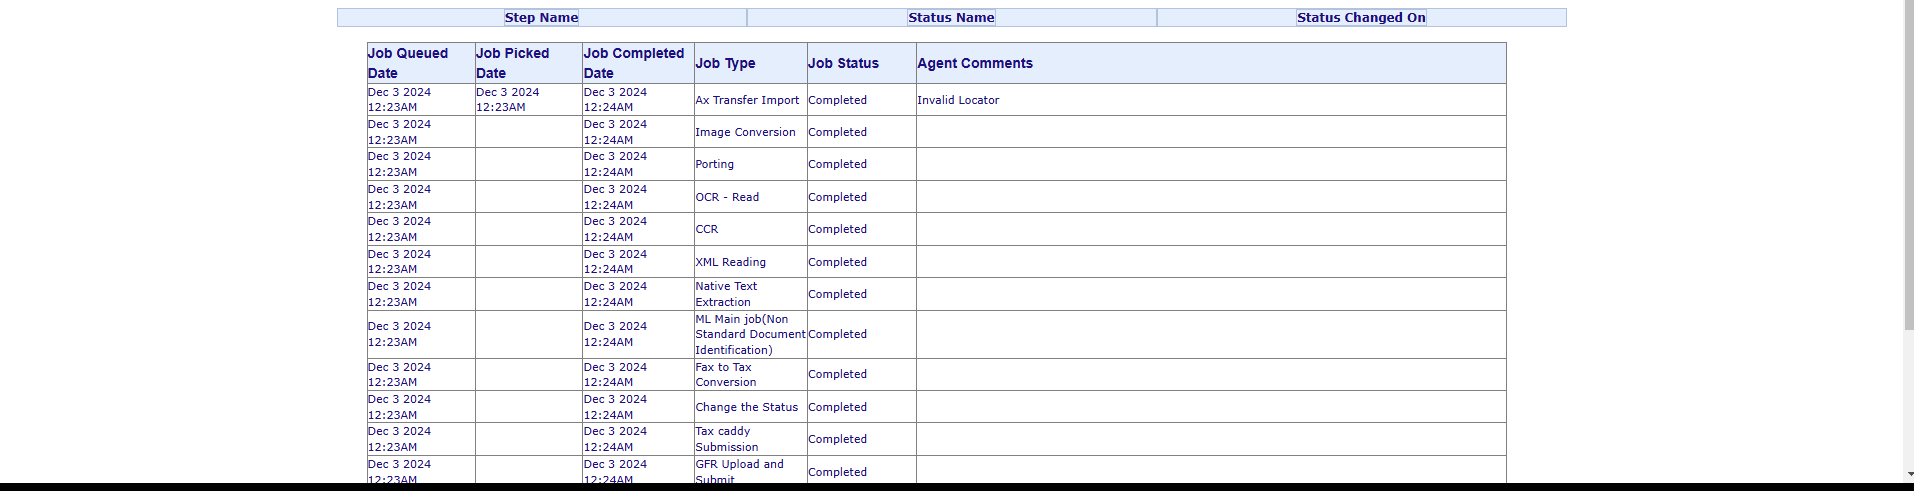 Step Name Status Name Status Changed On
Job Queued Date Job Picked Date Job Completed Date Job Type Job Status Agent Comments
Dec 3 2024 12:23AM Dec 3 2024 12:23AM Dec 3 2024 12:24AM Ax Transfer Import Completed Invalid Locator
Dec 3 2024 12:23AM Dec 3 2024 12:24AM Image Conversion Completed
Dec 3 2024 12:23AM Dec 3 2024 12:24AM Porting Completed
Dec 3 2024 12:23AM Dec 3 2024 12:24AM OCR - Read Completed
Dec 3 2024 12:23AM Dec 3 2024 12:24AM CCR Completed
Dec 3 2024 12:23AM Dec 3 2024 12:24AM XML Reading Completed
Dec 3 2024 12:23AM Dec 3 2024 12:24AM Native Text Extraction Completed
Dec 3 2024 12:23AM Dec 3 2024 12:24AM ML Main job(Non Standard Document Identification) Completed
Dec 3 2024 12:23AM Dec 3 2024 12:24AM Fax to Tax Conversion Completed
Dec 3 2024 12:23AM Dec 3 2024 12:24AM Change the Status Completed
Dec 3 2024 12:23AM Dec 3 2024 12:24AM Tax caddy Submission Completed
Dec 3 2024 12:23AM Dec 3 2024 12:24AM GFR Upload and Submit Completed